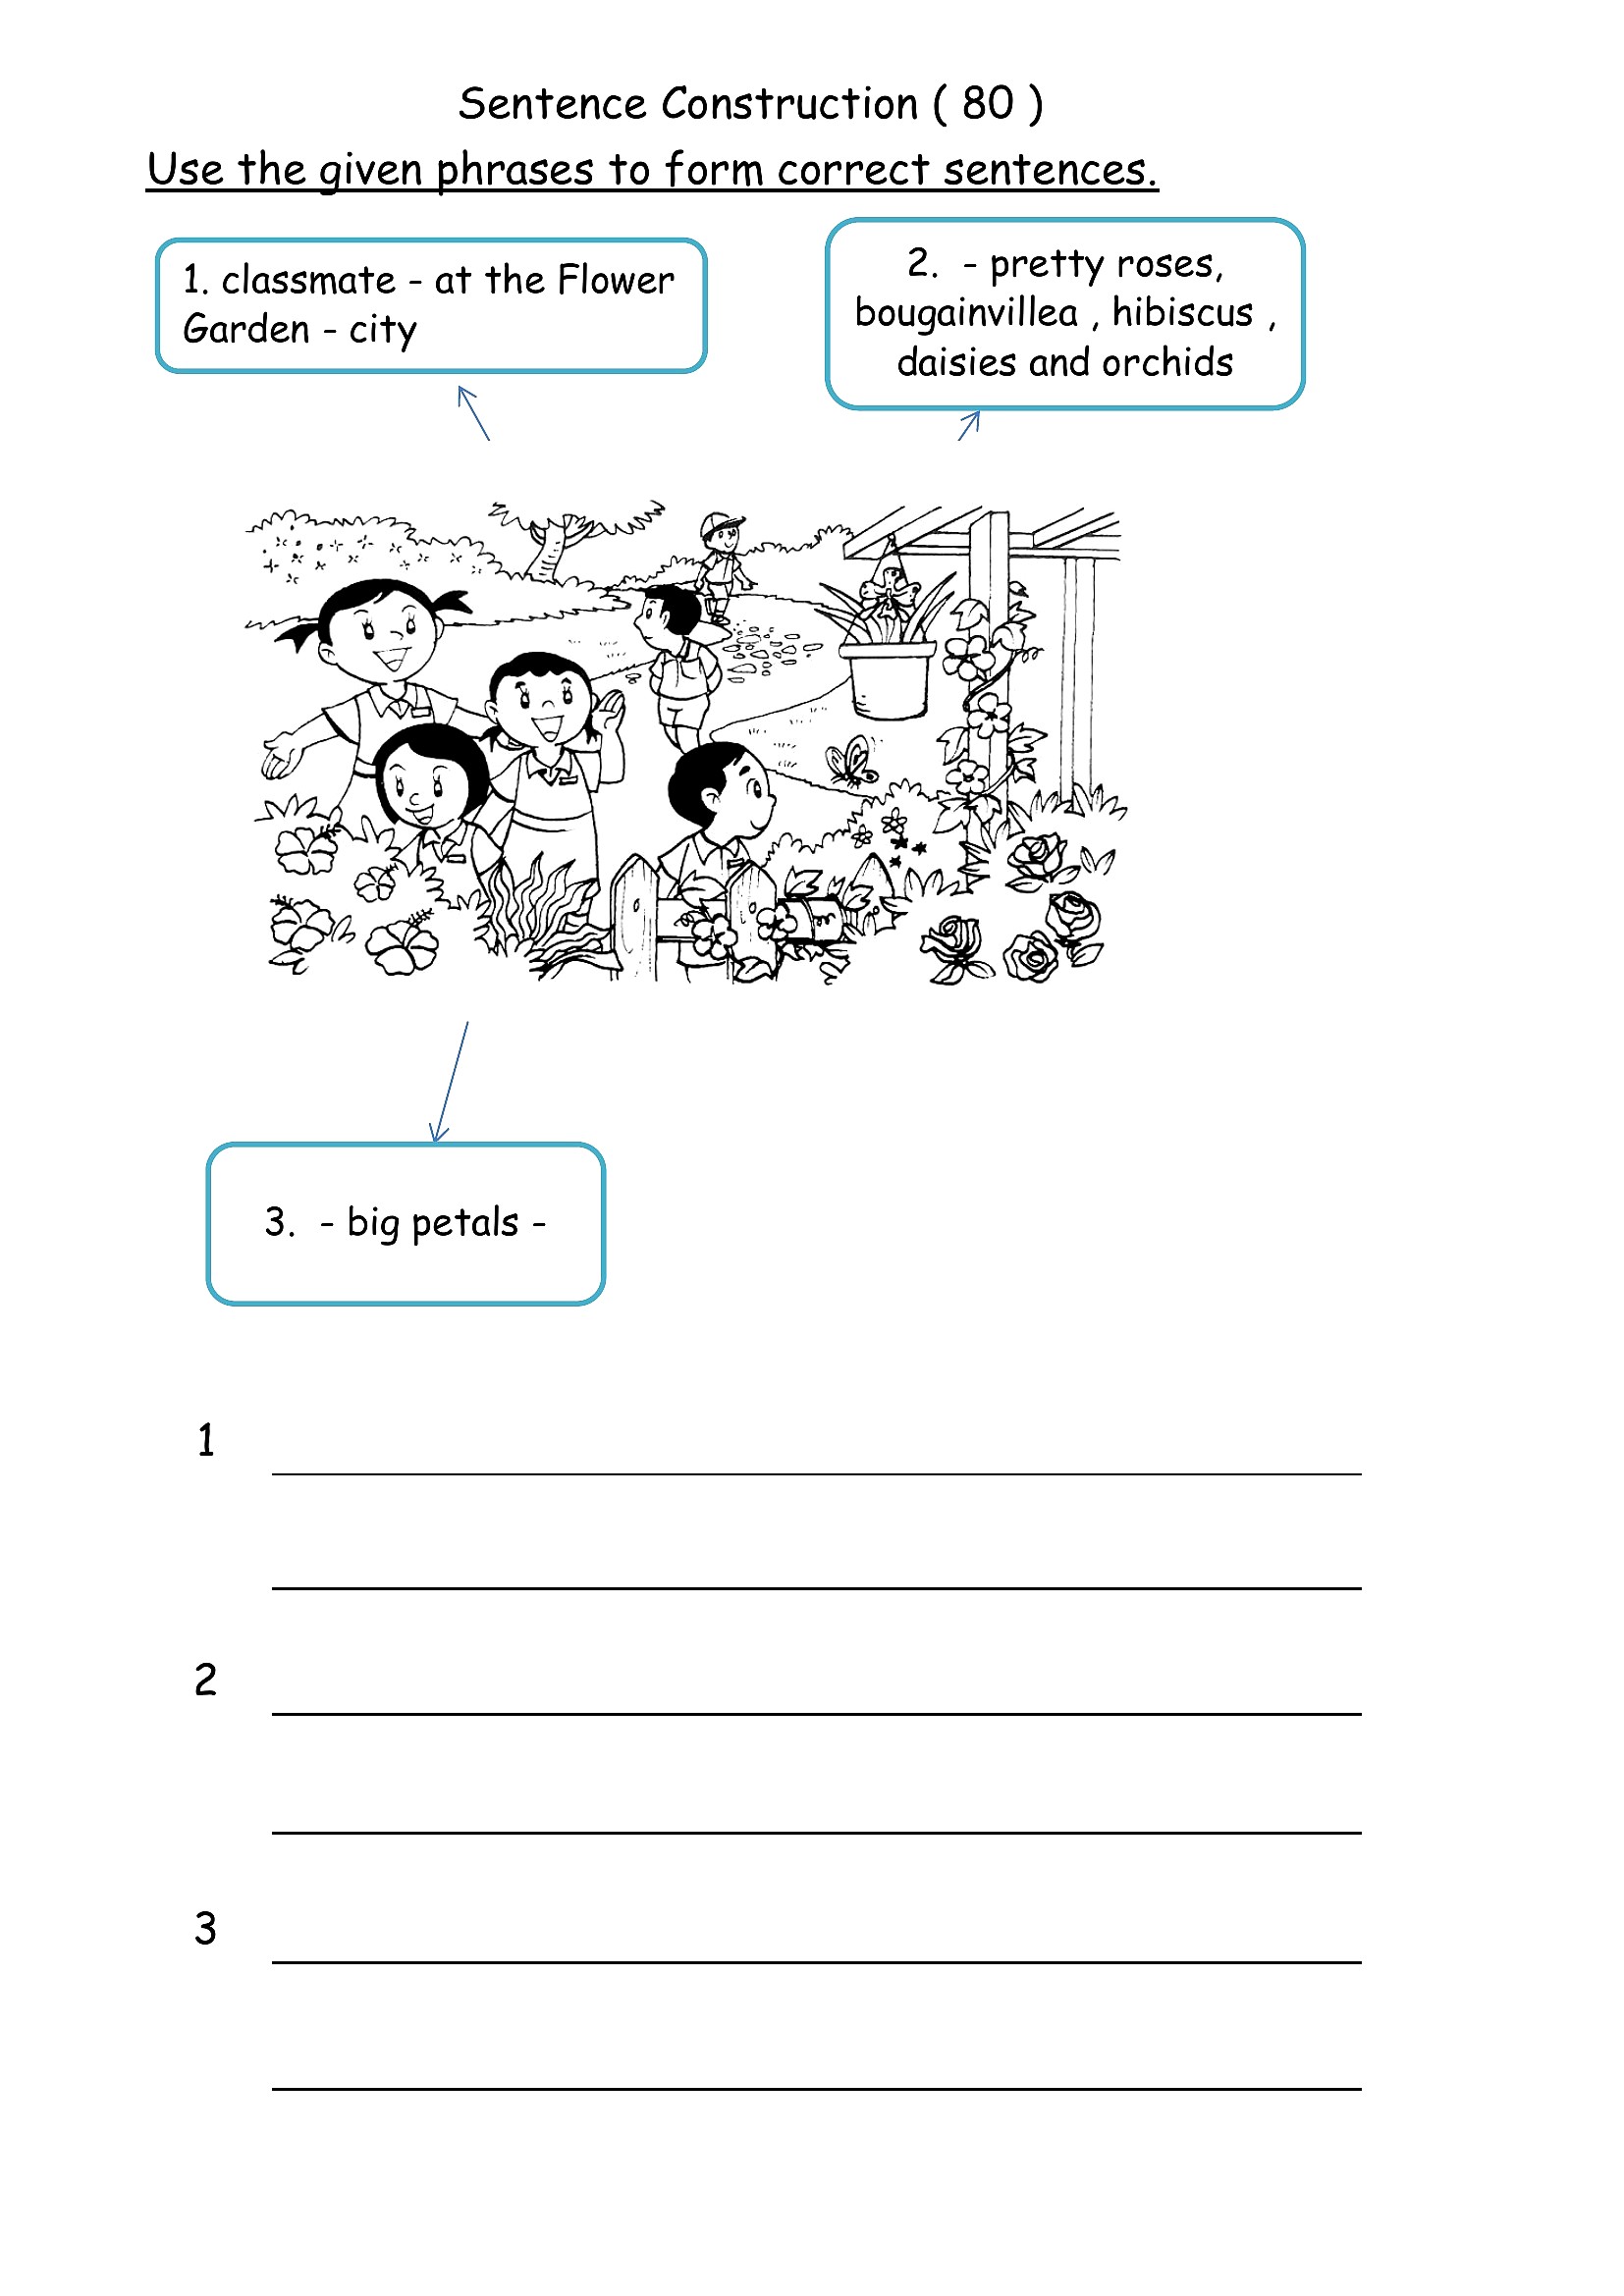 Sentence Construction ( 80 )
Use the given phrases to form correct sentences.
1. classmate - at the Flower
Garden - city
2.  - pretty roses,
bougainvillea , hibiscus ,
daisies and orchids
3.  - big petals -
1
2
3